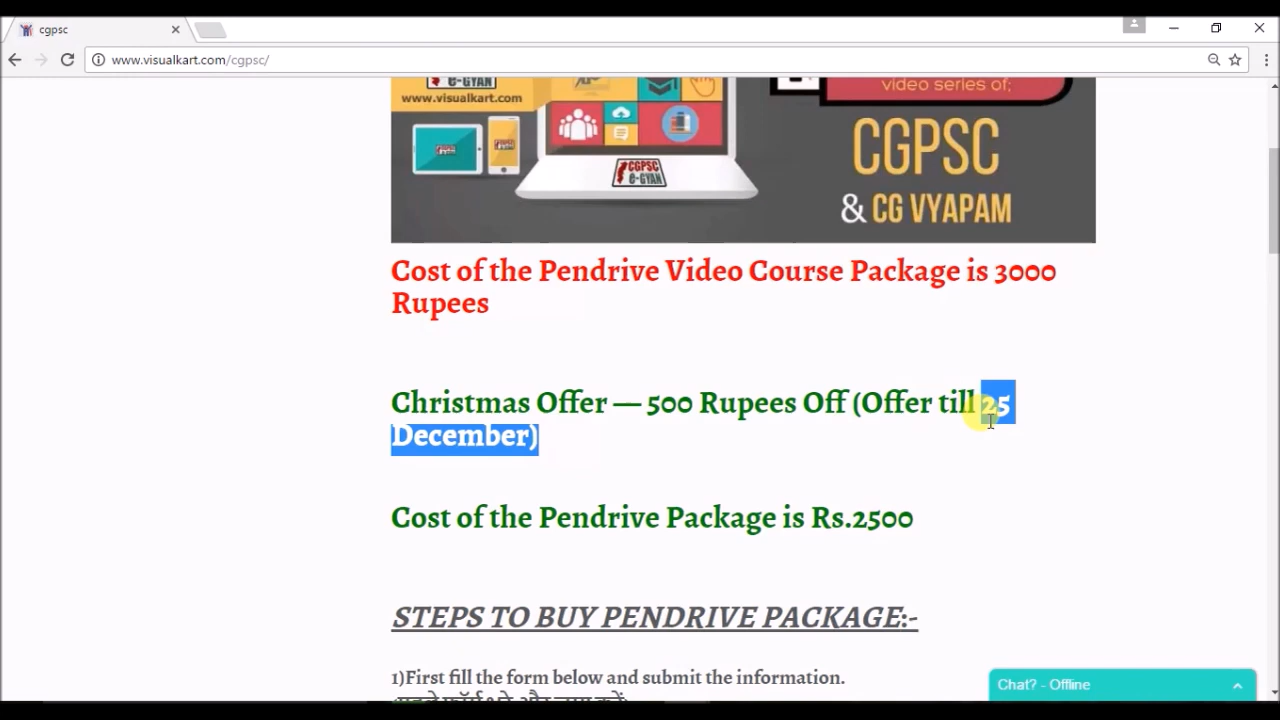 cgpsc
www.visualkart.com/cgpsc/
e-GYAN
www.visualkart.com
CGPSC
e-GYAN
video series of;
CGPSC
& CG VYAPAM
Cost of the Pendrive Video Course Package is 3000
Rupees
Christmas Offer — 500 Rupees Off (Offer till 25
December)
Cost of the Pendrive Package is Rs.2500
STEPS TO BUY PENDRIVE PACKAGE:-
1)First fill the form below and submit the information.
Chat? - Offline